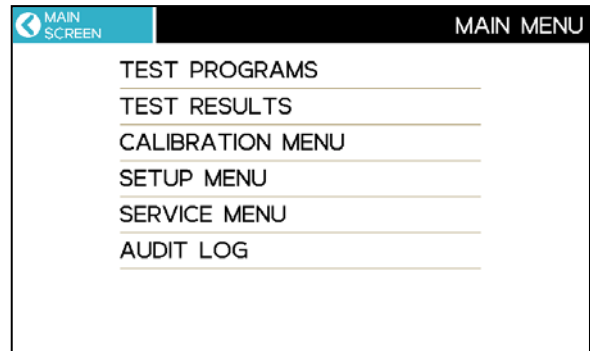 MAIN
SCREEN
MAIN MENU
TEST PROGRAMS
TEST RESULTS
CALIBRATION MENU
SETUP MENU
SERVICE MENU
AUDIT LOG